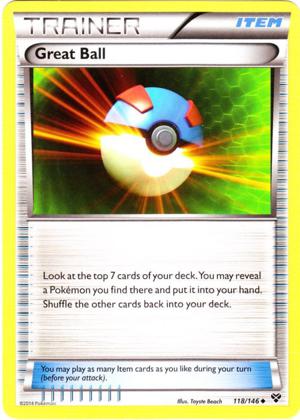 TRAINER
ITEM
Great Ball
Look at the top 7 cards of your deck. You may reveal
a Pokémon you find there and put it into your hand.
Shuffle the other cards back into your deck.
You may play as many Item cards as you like during your turn
(before your attack).
©2014 Pokémon
Illus. Toyste Beach
118/146